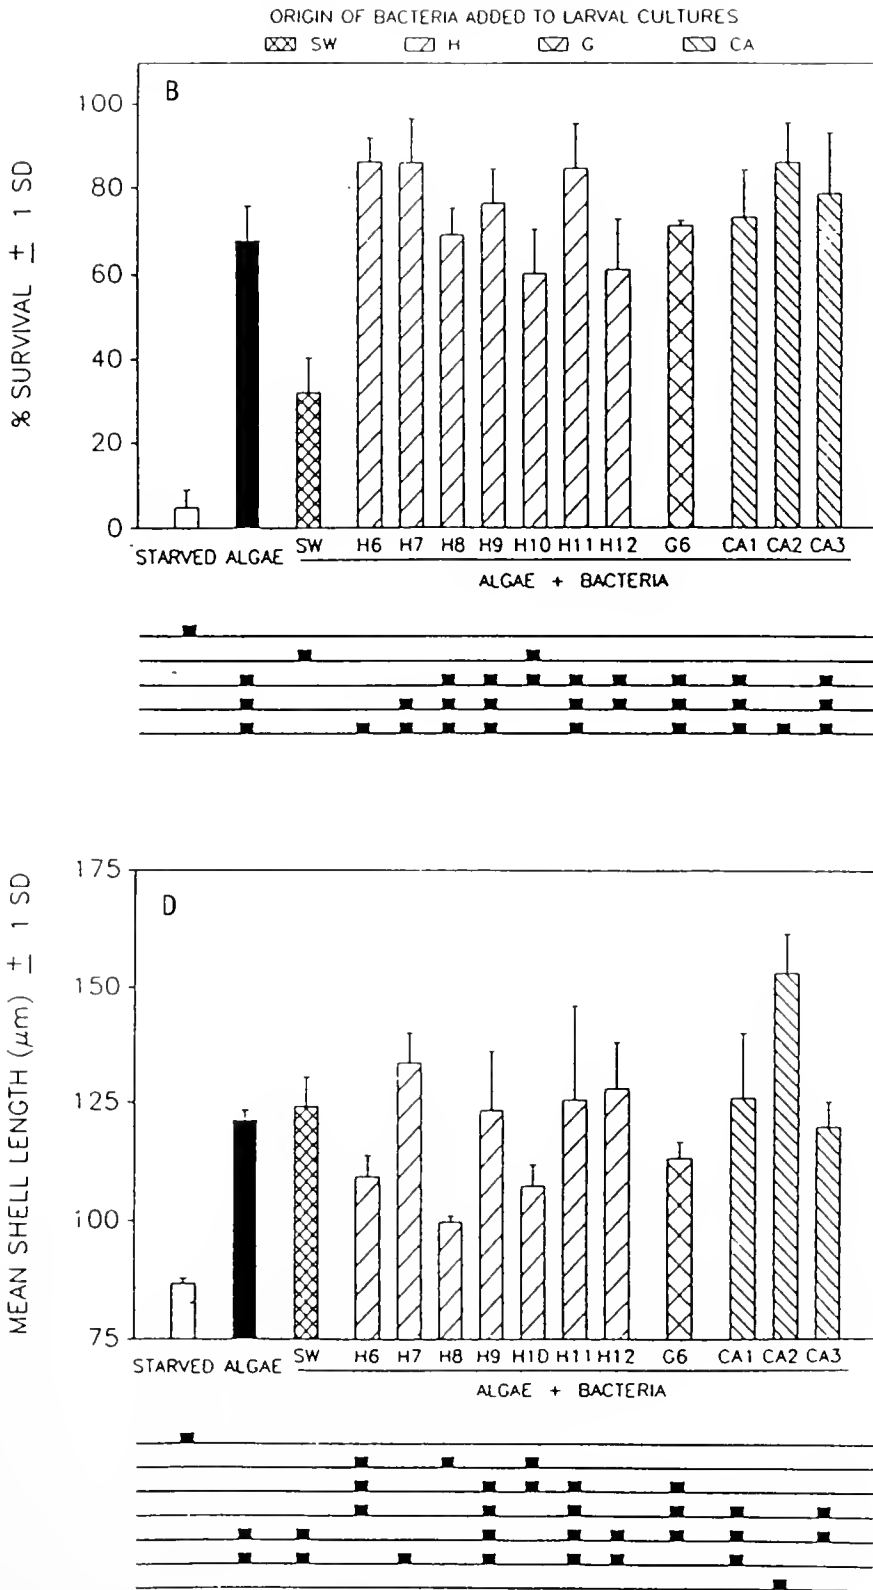 ORIGIN OF BACTERIA ADDED TO LARVAL CULTURES
SW H G CA
B
% SURVIVAL ± 1 SD
100
80
60
40
20
0
SW H6 H7 H8 H9 H10 H11 H12 G6 CA1 CA2 CA3
STARVED ALGAE
ALGAE + BACTERIA
D
MEAN SHELL LENGTH (μm) ± 1 SD
175
150
125
100
75
SW H6 H7 H8 H9 H10 H11 H12 G6 CA1 CA2 CA3
STARVED ALGAE
ALGAE + BACTERIA